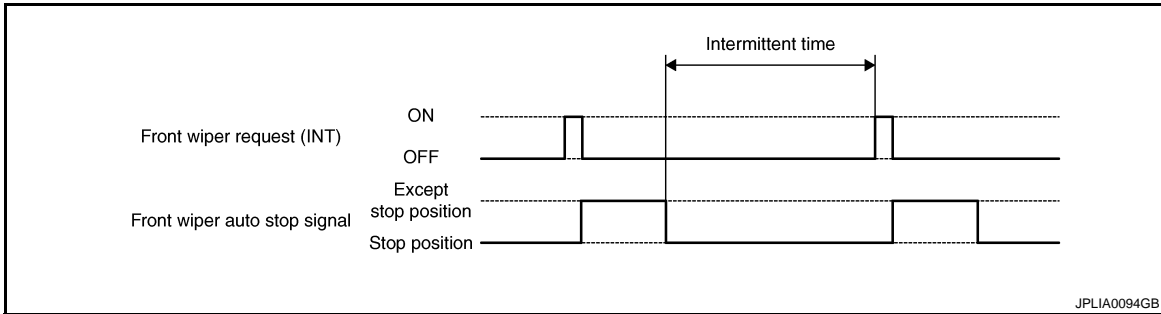 Intermittent time
ON
Front wiper request (INT)
OFF
Except
stop position
Front wiper auto stop signal
Stop position
JPLIA0094GB